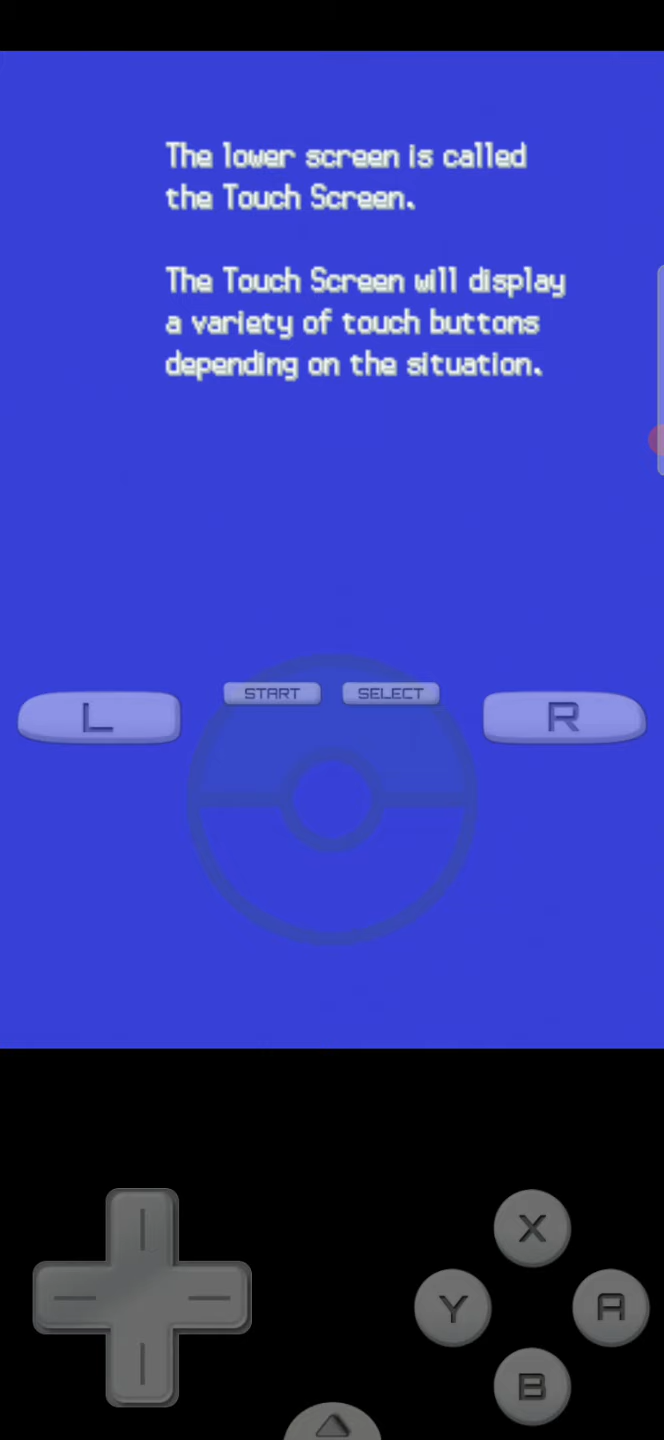 The lower screen is called
the Touch Screen.
The Touch Screen will display
a variety of touch buttons
depending on the situation.
START SELECT
L R
X
Y A
B